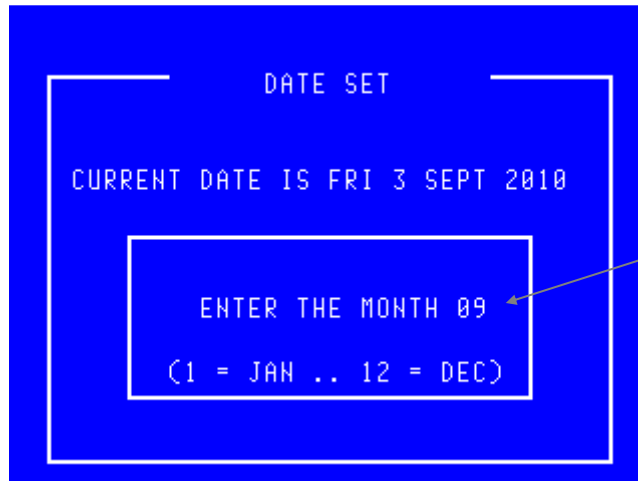 DATE SET
CURRENT DATE IS FRI 3 SEPT 2010
ENTER THE MONTH 09
(1 = JAN .. 12 = DEC)